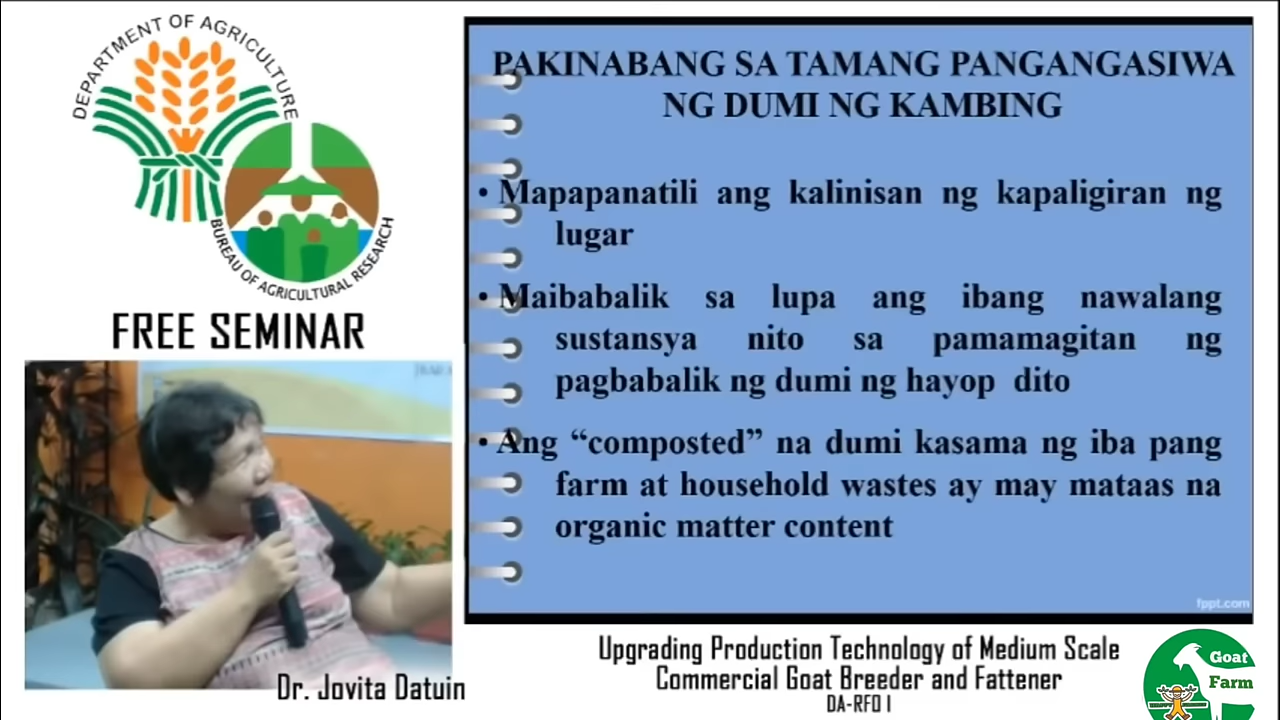 DEPARTMENT OF AGRICULTURE
BUREAU OF AGRICULTURAL RESEARCH
FREE SEMINAR
Dr. Jovita Datuin
PAKINABANG SA TAMANG PANGANGASIWA
NG DUMI NG KAMBING
• Mapapanatili ang kalinisan ng kapaligiran ng
lugar
• Maibabalik sa lupa ang ibang nawalang
sustansya nito sa pamamagitan ng
pagbabalik ng dumi ng hayop dito
• Ang “composted” na dumi kasama ng iba pang
farm at household wastes ay may mataas na
organic matter content
fppt.com
Upgrading Production Technology of Medium Scale
Commercial Goat Breeder and Fattener
DA-RFO I
Goat
Farm